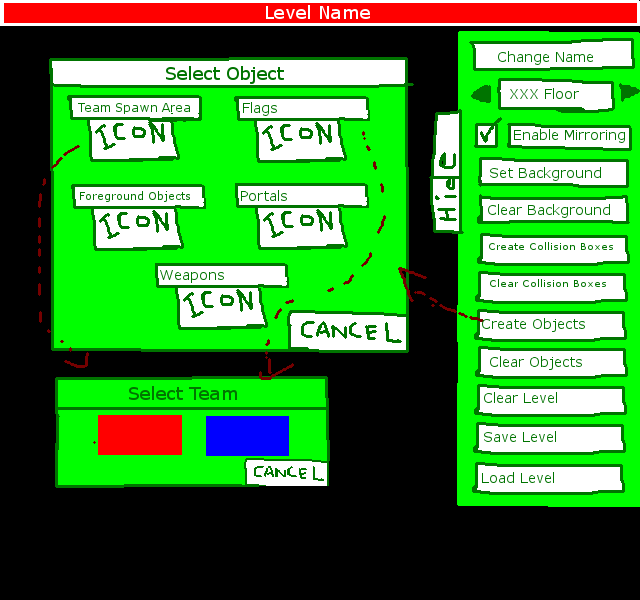 Level Name
Select Object
Team Spawn Area
ICON
Flags
ICON
Foreground Objects
ICON
Portals
ICON
Weapons
ICON
CANCEL
Select Team
CANCEL
Hide
Change Name
XXX Floor
Enable Mirroring
Set Background
Clear Background
Create Collision Boxes
Clear Collision Boxes
Create Objects
Clear Objects
Clear Level
Save Level
Load Level